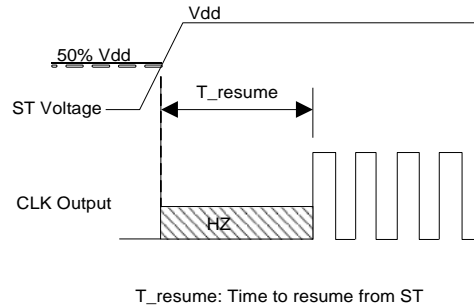 Vdd
50% Vdd
T_resume
ST Voltage
CLK Output
HZ
T_resume: Time to resume from ST